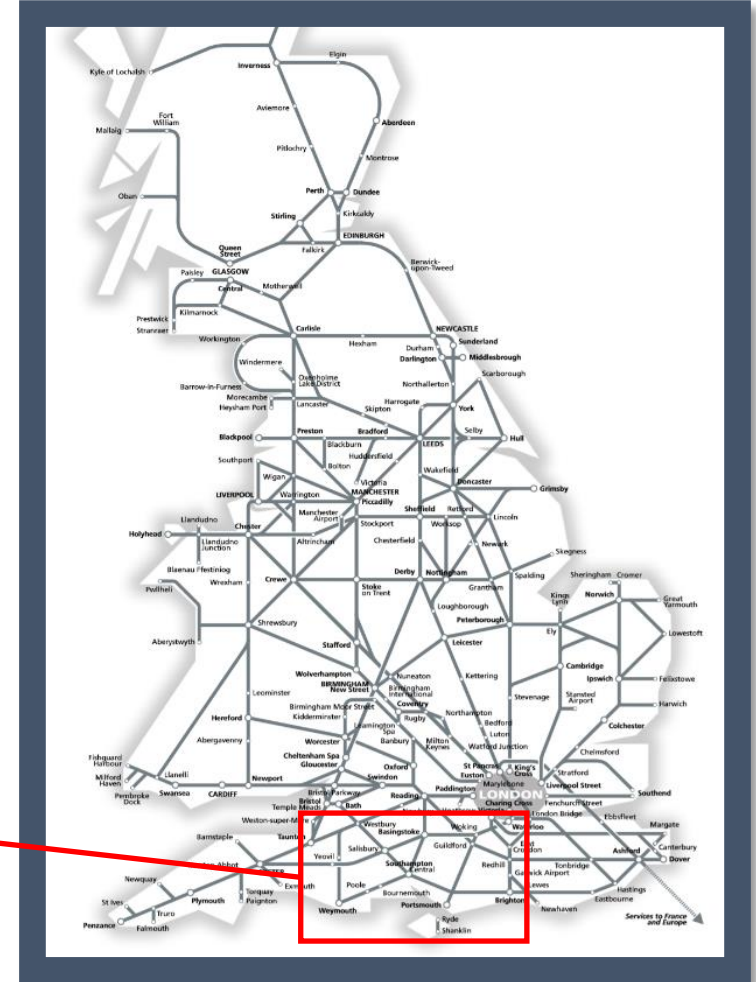 Elgin
Inverness
Kyle of Lochalsh
Aviemore
Fort
William
Aberdeen
Mallaig
Pitlochry
Montrose
Perth
Dundee
Oban
Kirkcaldy
Stirling
EDINBURGH
Queen
Street
Falkirk
Berwick-
upon-Tweed
Paisley
GLASGOW
Central
Motherwell
Prestwick
Kilmarnock
Stranraer
Carlisle
NEWCASTLE
Workington
Hexham
Sunderland
Durham
Windermere
Darlington
Middlesbrough
Oxenholme
Lake District
Scarborough
Barrow-in-Furness
Northallerton
Morecambe
Heysham Port
Lancaster
Harrogate
York
Skipton
Blackpool
Preston
Bradford
Selby
Blackburn
LEEDS
Hull
Southport
Huddersfield
Bolton
Wakefield
Wigan
Victoria
MANCHESTER
Doncaster
Grimsby
LIVERPOOL
Warrington
Piccadilly
Manchester
Airport
Sheffield
Retford
Lincoln
Llandudno
Stockport
Worksop
Holyhead
Chester
Llandudno
Junction
Altrincham
Chesterfield
Newark
Skegness
Blaenau Ffestiniog
Crewe
Derby
Nottingham
Sheringham
Cromer
Wrexham
Stoke
on Trent
Grantham
Spalding
Pwllheli
Kings
Lynn
Norwich
Great
Yarmouth
Loughborough
Peterborough
Shrewsbury
Ely
Lowestoft
Aberystwyth
Stafford
Leicester
Wolverhampton
Cambridge
BIRMINGHAM
New Street
Nuneaton
Kettering
Ipswich
Felixstowe
Birmingham
International
Leominster
Stevenage
Stansted
Airport
Harwich
Birmingham Moor Street
Coventry
Hereford
Kidderminster
Rugby
Northampton
Leamington
Spa
Bedford
Colchester
Abergavenny
Worcester
Banbury
Milton
Keynes
Luton
Fishguard
Harbour
Cheltenham Spa
Watford Junction
Chelmsford
Gloucester
Oxford
St Pancras
King's
Cross
Milford
Haven
Llanelli
Newport
Swindon
Euston
Stratford
Pembroke
Dock
Swansea
CARDIFF
Bristol Parkway
Reading
Paddington
Marylebone
Liverpool Street
Bristol
Temple Meads
Bath
LONDON
Southend
Charing Cross
Fenchurch Street
Weston-super-Mare
Westbury
London Bridge
Ebbsfleet
Barnstaple
Taunton
Basingstoke
Woking
Waterloo
Margate
Salisbury
Guildford
East
Croydon
Canterbury
Yeovil
Southampton
Central
Redhill
Tonbridge
Ashford
Dover
Newquay
Exmouth
Poole
Gatwick Airport
St Ives
Torquay
Paignton
Bournemouth
Lewes
Hastings
Plymouth
Eastbourne
Truro
Weymouth
Portsmouth
Brighton
Newhaven
Penzance
Falmouth
Ryde
Shanklin
Services to France
and Europe